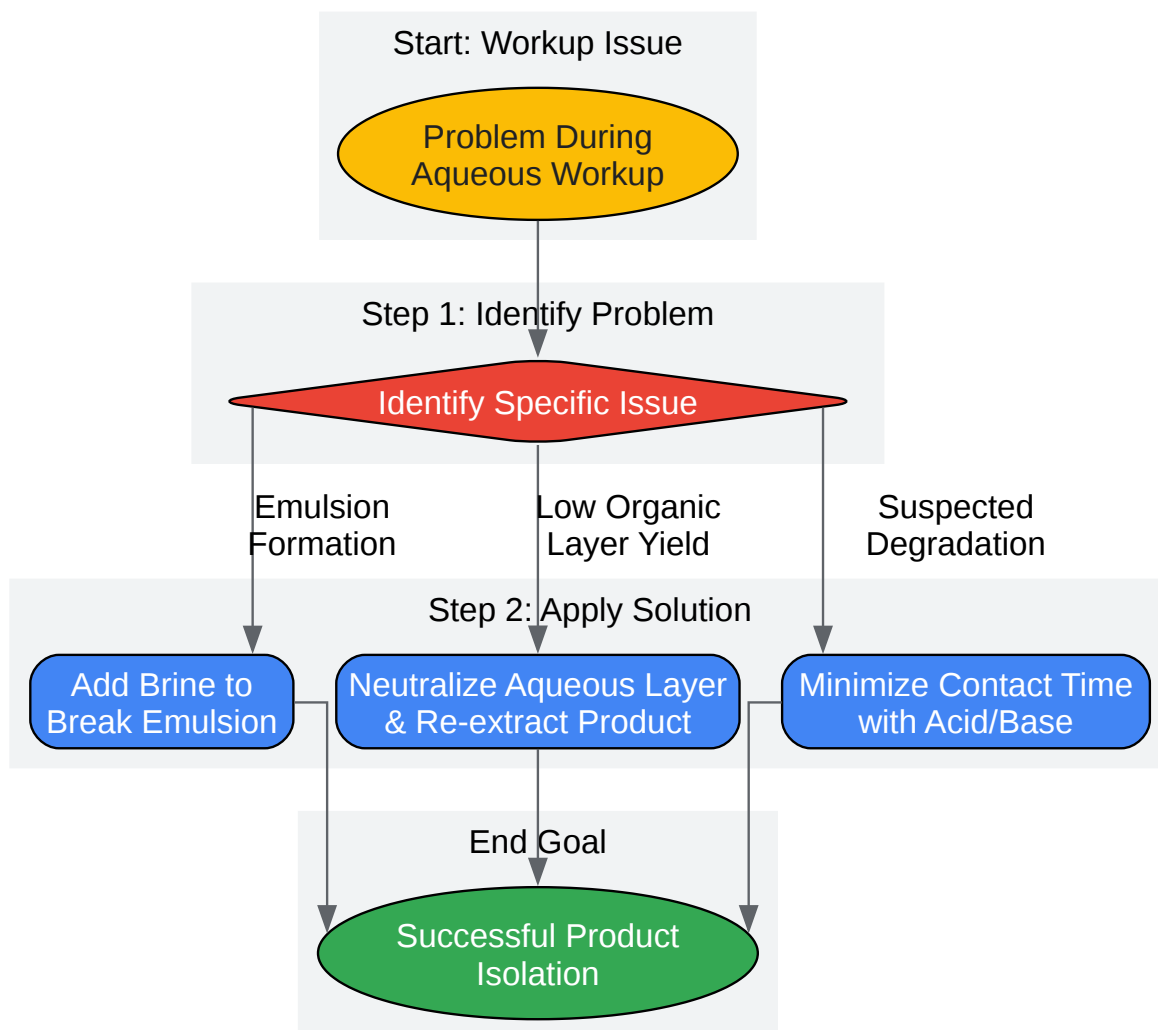 Start: Workup Issue
Problem During
Aqueous Workup
Step 1: Identify Problem
Identify Specific Issue
Emulsion
Formation
Low Organic
Layer Yield
Suspected
Degradation
Step 2: Apply Solution
Add Brine to
Break Emulsion
Neutralize Aqueous Layer
& Re-extract Product
Minimize Contact Time
with Acid/Base
End Goal
Successful Product
Isolation